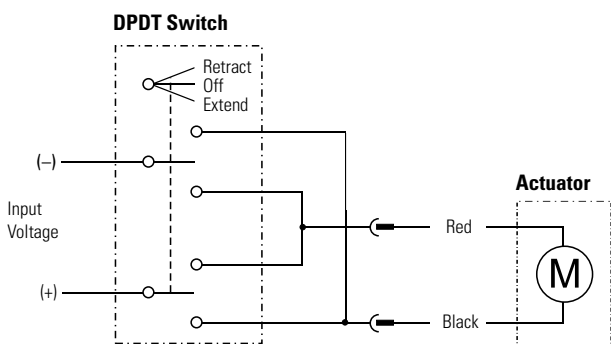 DPDT Switch
Retract
Off
Extend
(–)
Input
Voltage
(+)
Actuator
Red
M
Black